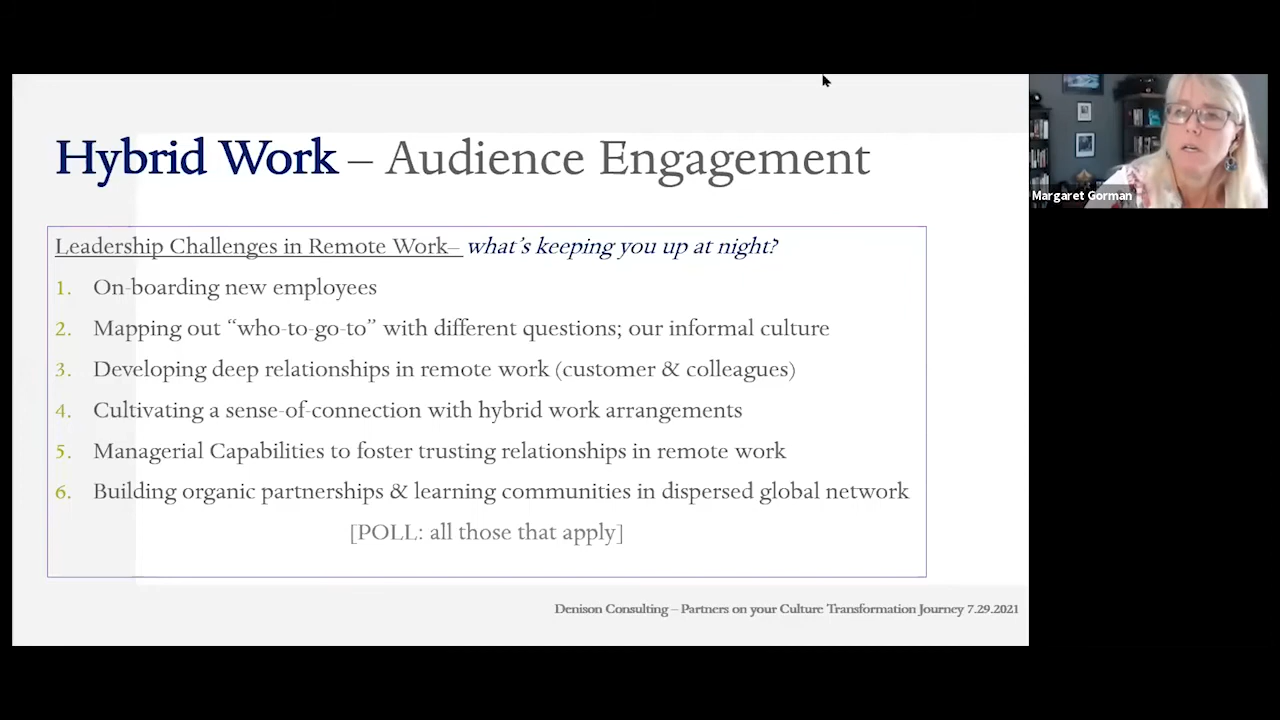 Hybrid Work – Audience Engagement
Leadership Challenges in Remote Work– what's keeping you up at night?
1. On-boarding new employees
2. Mapping out “who-to-go-to” with different questions; our informal culture
3. Developing deep relationships in remote work (customer & colleagues)
4. Cultivating a sense-of-connection with hybrid work arrangements
5. Managerial Capabilities to foster trusting relationships in remote work
6. Building organic partnerships & learning communities in dispersed global network
[POLL: all those that apply]
Denison Consulting – Partners on your Culture Transformation Journey 7.29.2021
Margaret Gorman